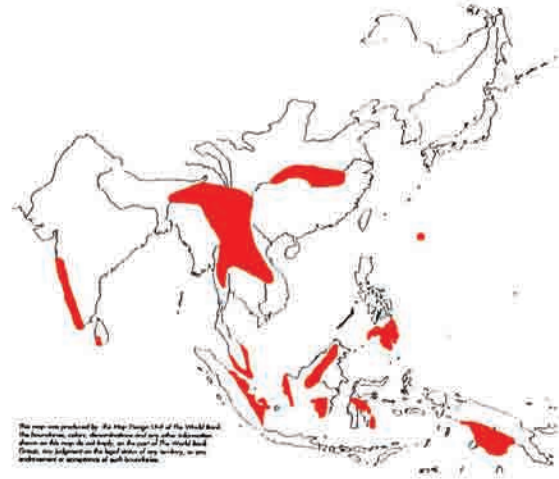 This map was produced by the Map Design Unit of The World Bank.
The boundaries, colors, denominations and any other information
shown on this map do not imply, on the part of The World Bank
Group, any judgment on the legal status of any territory, or any
endorsement or acceptance of such boundaries.